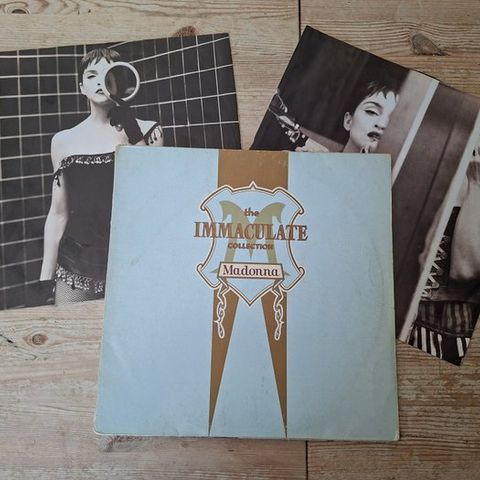 the
IMMACULATE
COLLECTION
Madonna